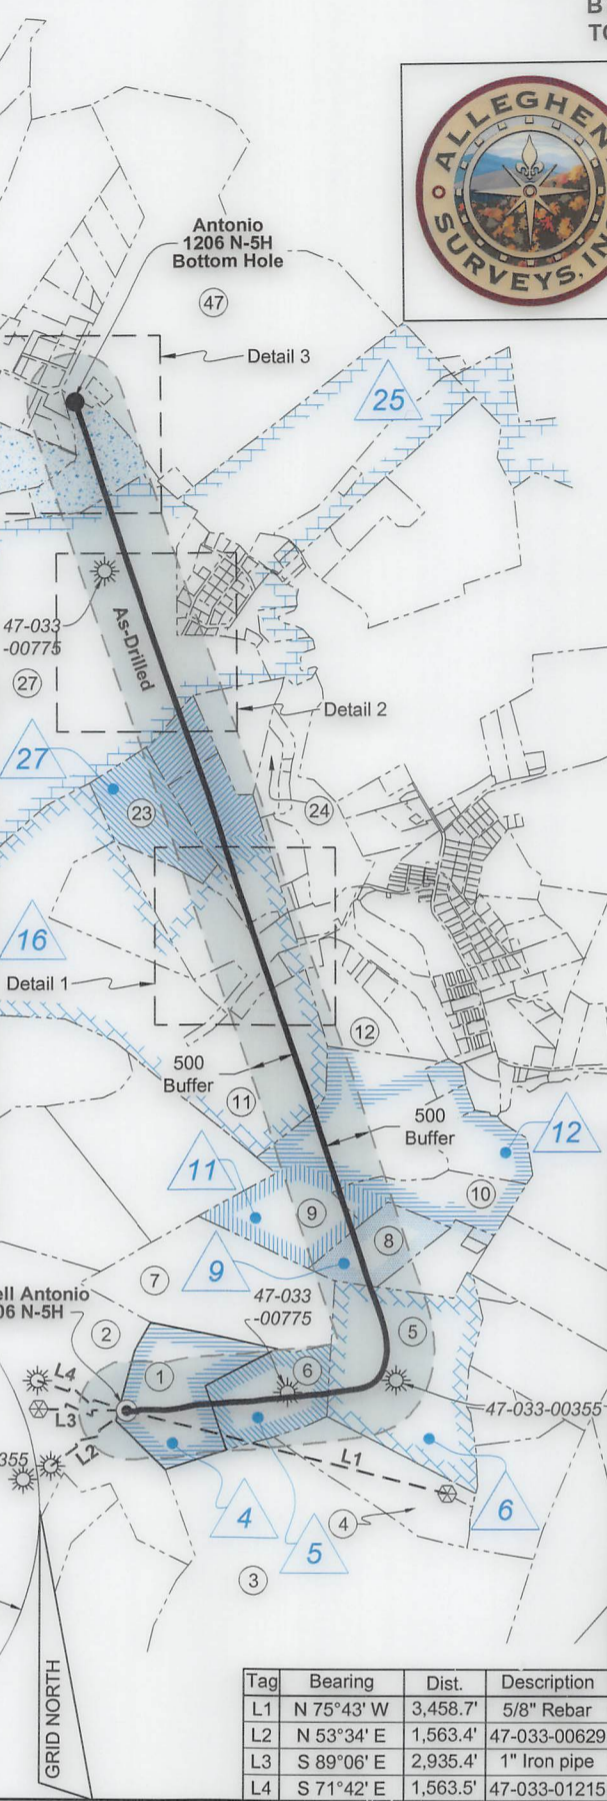 B
TO
ALLEGHEN
SURVEYS, IN
Antonio
1206 N-5H
Bottom Hole
47
Detail 3
25
47-033
-00775
As-Drilled
27
Detail 2
27
23
24
16
Detail 1
12
500
Buffer
11
500
Buffer
12
11
10
9
8
9
7
47-033
-00775
ell Antonio
06 N-5H
2
5
1
6
L4
L3
47-033-00355
355
L2
L1
4
6
4
5
3
GRID NORTH
Tag Bearing Dist. Description
L1 N 75°43' W 3,458.7' 5/8" Rebar
L2 N 53°34' E 1,563.4' 47-033-00629
L3 S 89°06' E 2,935.4' 1" Iron pipe
L4 S 71°42' E 1,563.5' 47-033-01215